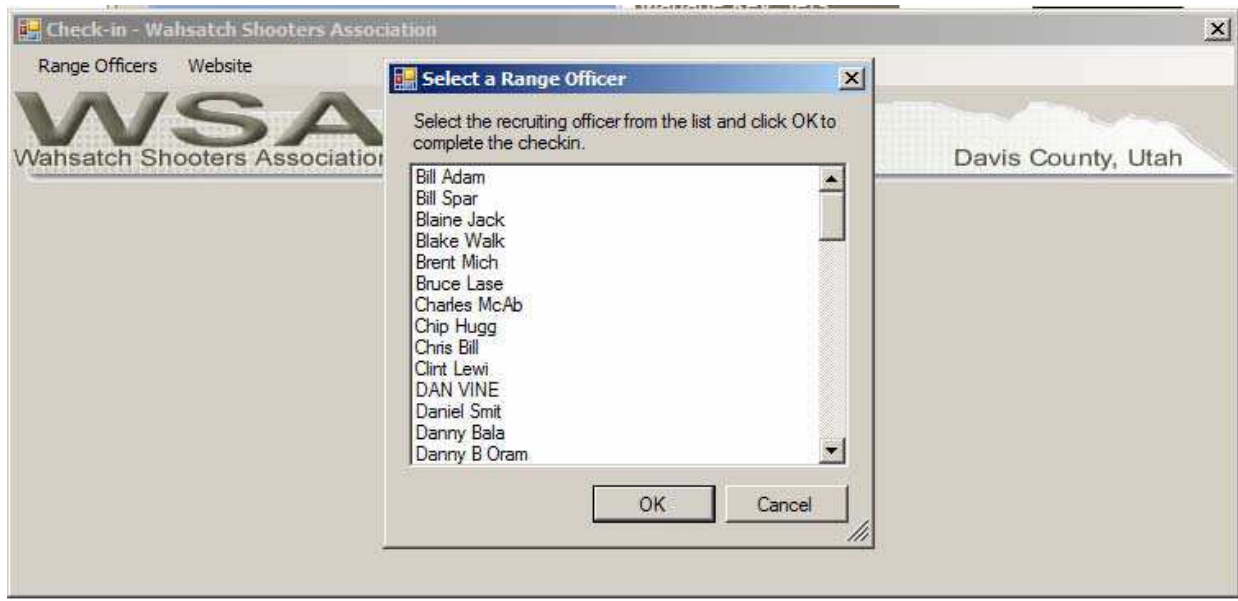 Check-in - Wahsatch Shooters Association
Range Officers Website
WSA
Wahsatch Shooters Association
Davis County, Utah
Select a Range Officer
Select the recruiting officer from the list and click OK to
complete the checkin.
Bill Adam
Bill Spar
Blaine Jack
Blake Walk
Brent Mich
Bruce Lase
Charles McAb
Chip Hugg
Chris Bill
Clint Lewi
DAN VINE
Daniel Smit
Danny Bala
Danny B Oram
OK Cancel